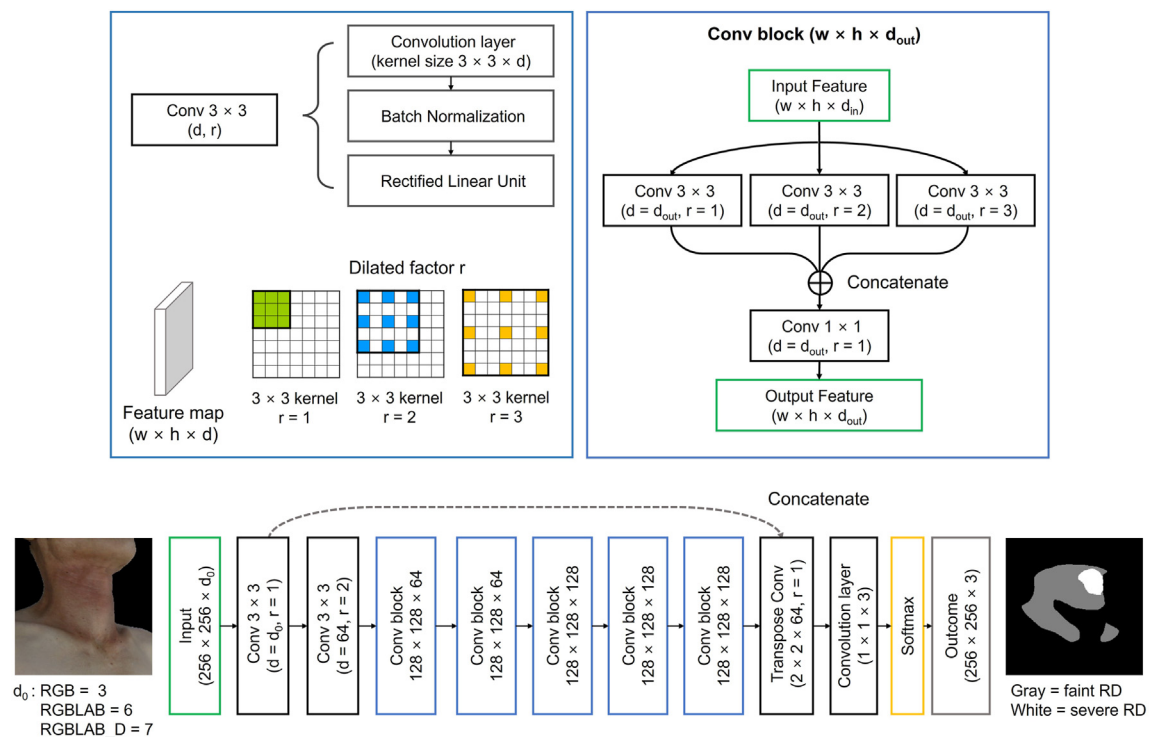 Convolution layer
(kernel size 3 × 3 × d)
Conv 3 × 3
(d, r)
Batch Normalization
Rectified Linear Unit
Dilated factor r
Feature map
(w × h × d)
3 × 3 kernel
r = 1
3 × 3 kernel
r = 2
3 × 3 kernel
r = 3
Conv block (w × h × dout)
Input Feature
(w × h × din)
Conv 3 × 3
(d = dout, r = 1)
Conv 3 × 3
(d = dout, r = 2)
Conv 3 × 3
(d = dout, r = 3)
Concatenate
Conv 1 × 1
(d = dout, r = 1)
Output Feature
(w × h × dout)
Concatenate
Input
(256 × 256 × d0)
Conv 3 × 3
(d = d0, r = 1)
Conv 3 × 3
(d = 64, r = 2)
Conv block
128 × 128 × 64
Conv block
128 × 128 × 64
Conv block
128 × 128 × 128
Conv block
128 × 128 × 128
Conv block
128 × 128 × 128
Transpose Conv
(2 × 2 × 64, r = 1)
Convolution layer
(1 × 1 × 3)
Softmax
Outcome
(256 × 256 × 3)
d0 : RGB = 3
RGBLAB = 6
RGBLAB_D = 7
Gray = faint RD
White = severe RD